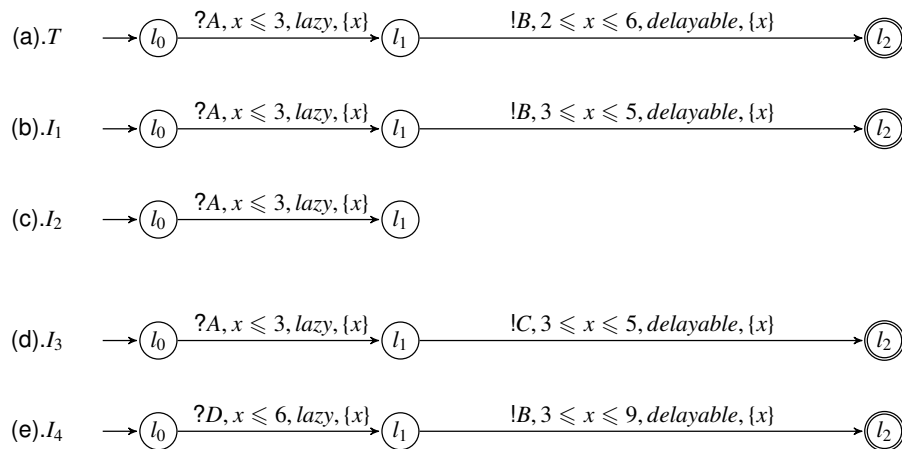 (a).T l₀ ?A, x ⩽ 3, lazy, {x} l₁ !B, 2 ⩽ x ⩽ 6, delayable, {x} l₂
(b).I₁ l₀ ?A, x ⩽ 3, lazy, {x} l₁ !B, 3 ⩽ x ⩽ 5, delayable, {x} l₂
(c).I₂ l₀ ?A, x ⩽ 3, lazy, {x} l₁
(d).I₃ l₀ ?A, x ⩽ 3, lazy, {x} l₁ !C, 3 ⩽ x ⩽ 5, delayable, {x} l₂
(e).I₄ l₀ ?D, x ⩽ 6, lazy, {x} l₁ !B, 3 ⩽ x ⩽ 9, delayable, {x} l₂